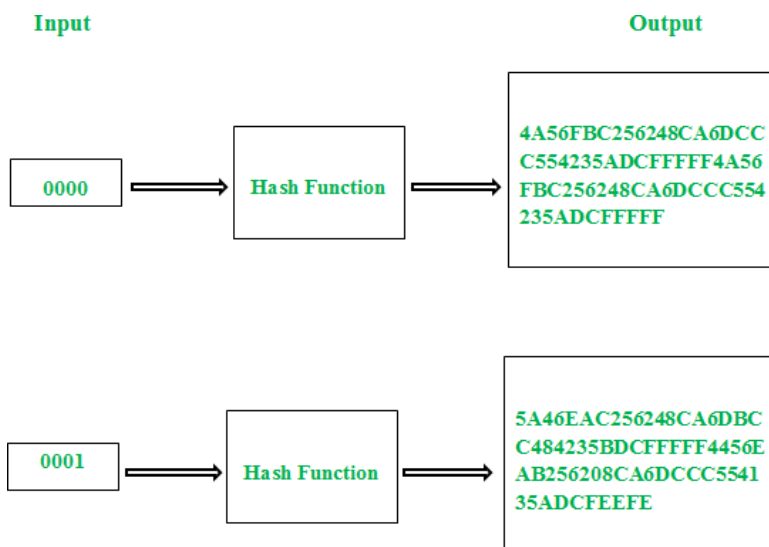 Input
Output
0000
Hash Function
4A56FBC256248CA6DCC
C554235ADCFFFFF4A56
FBC256248CA6DCCC554
235ADCFFFFF
0001
Hash Function
5A46EAC256248CA6DBC
C484235BDCFFFFF4456E
AB256208CA6DCCC5541
35ADCFEEFE